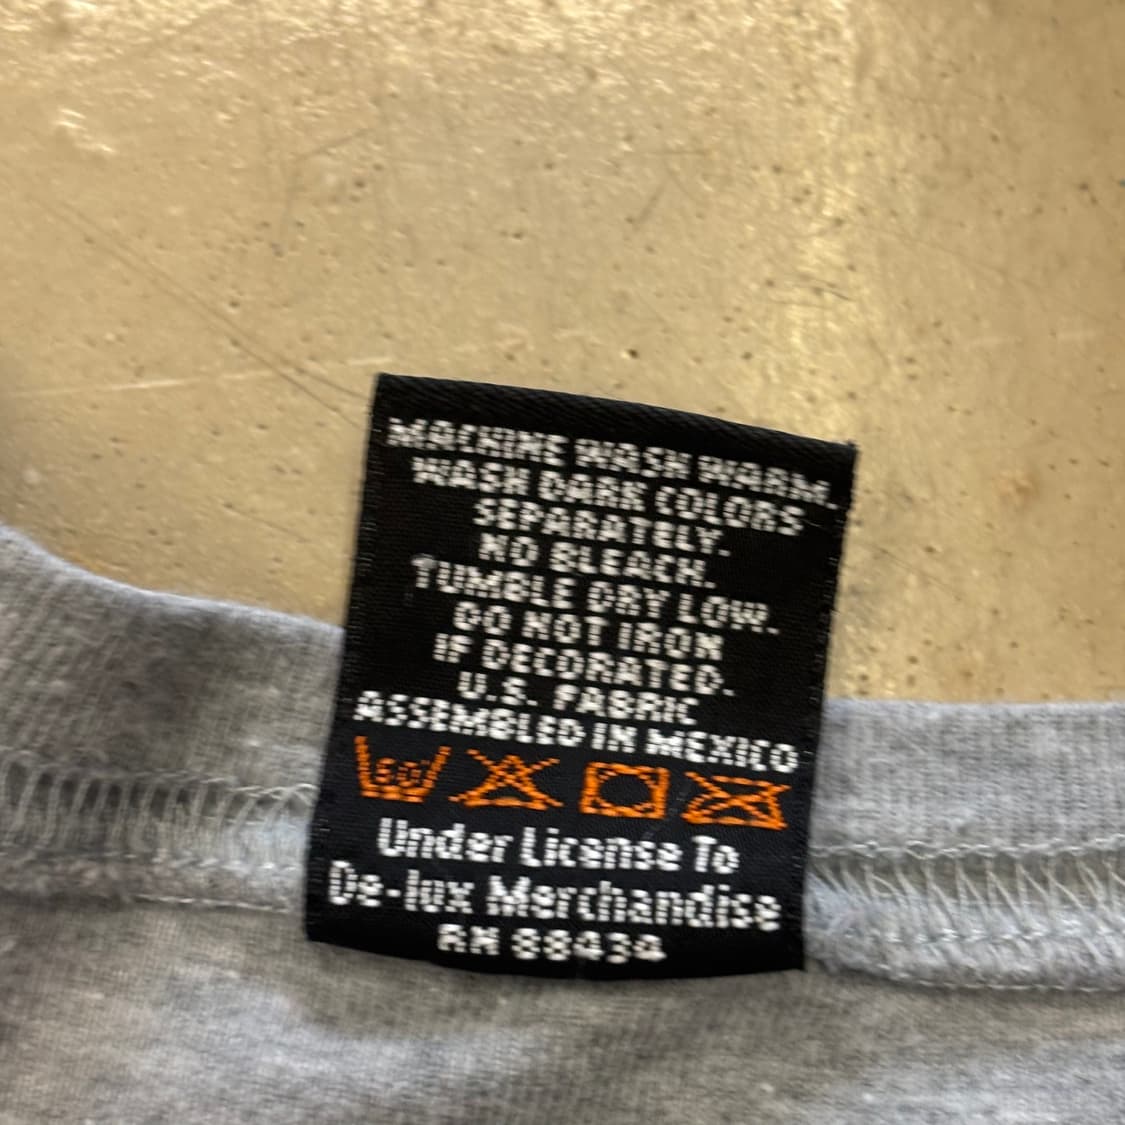 MACHINE WASH WARM.
WASH DARK COLORS
SEPARATELY.
NO BLEACH.
TUMBLE DRY LOW.
DO NOT IRON
IF DECORATED.
U.S. FABRIC
ASSEMBLED IN MEXICO
Under License To
De-lux Merchandise
RN 88434